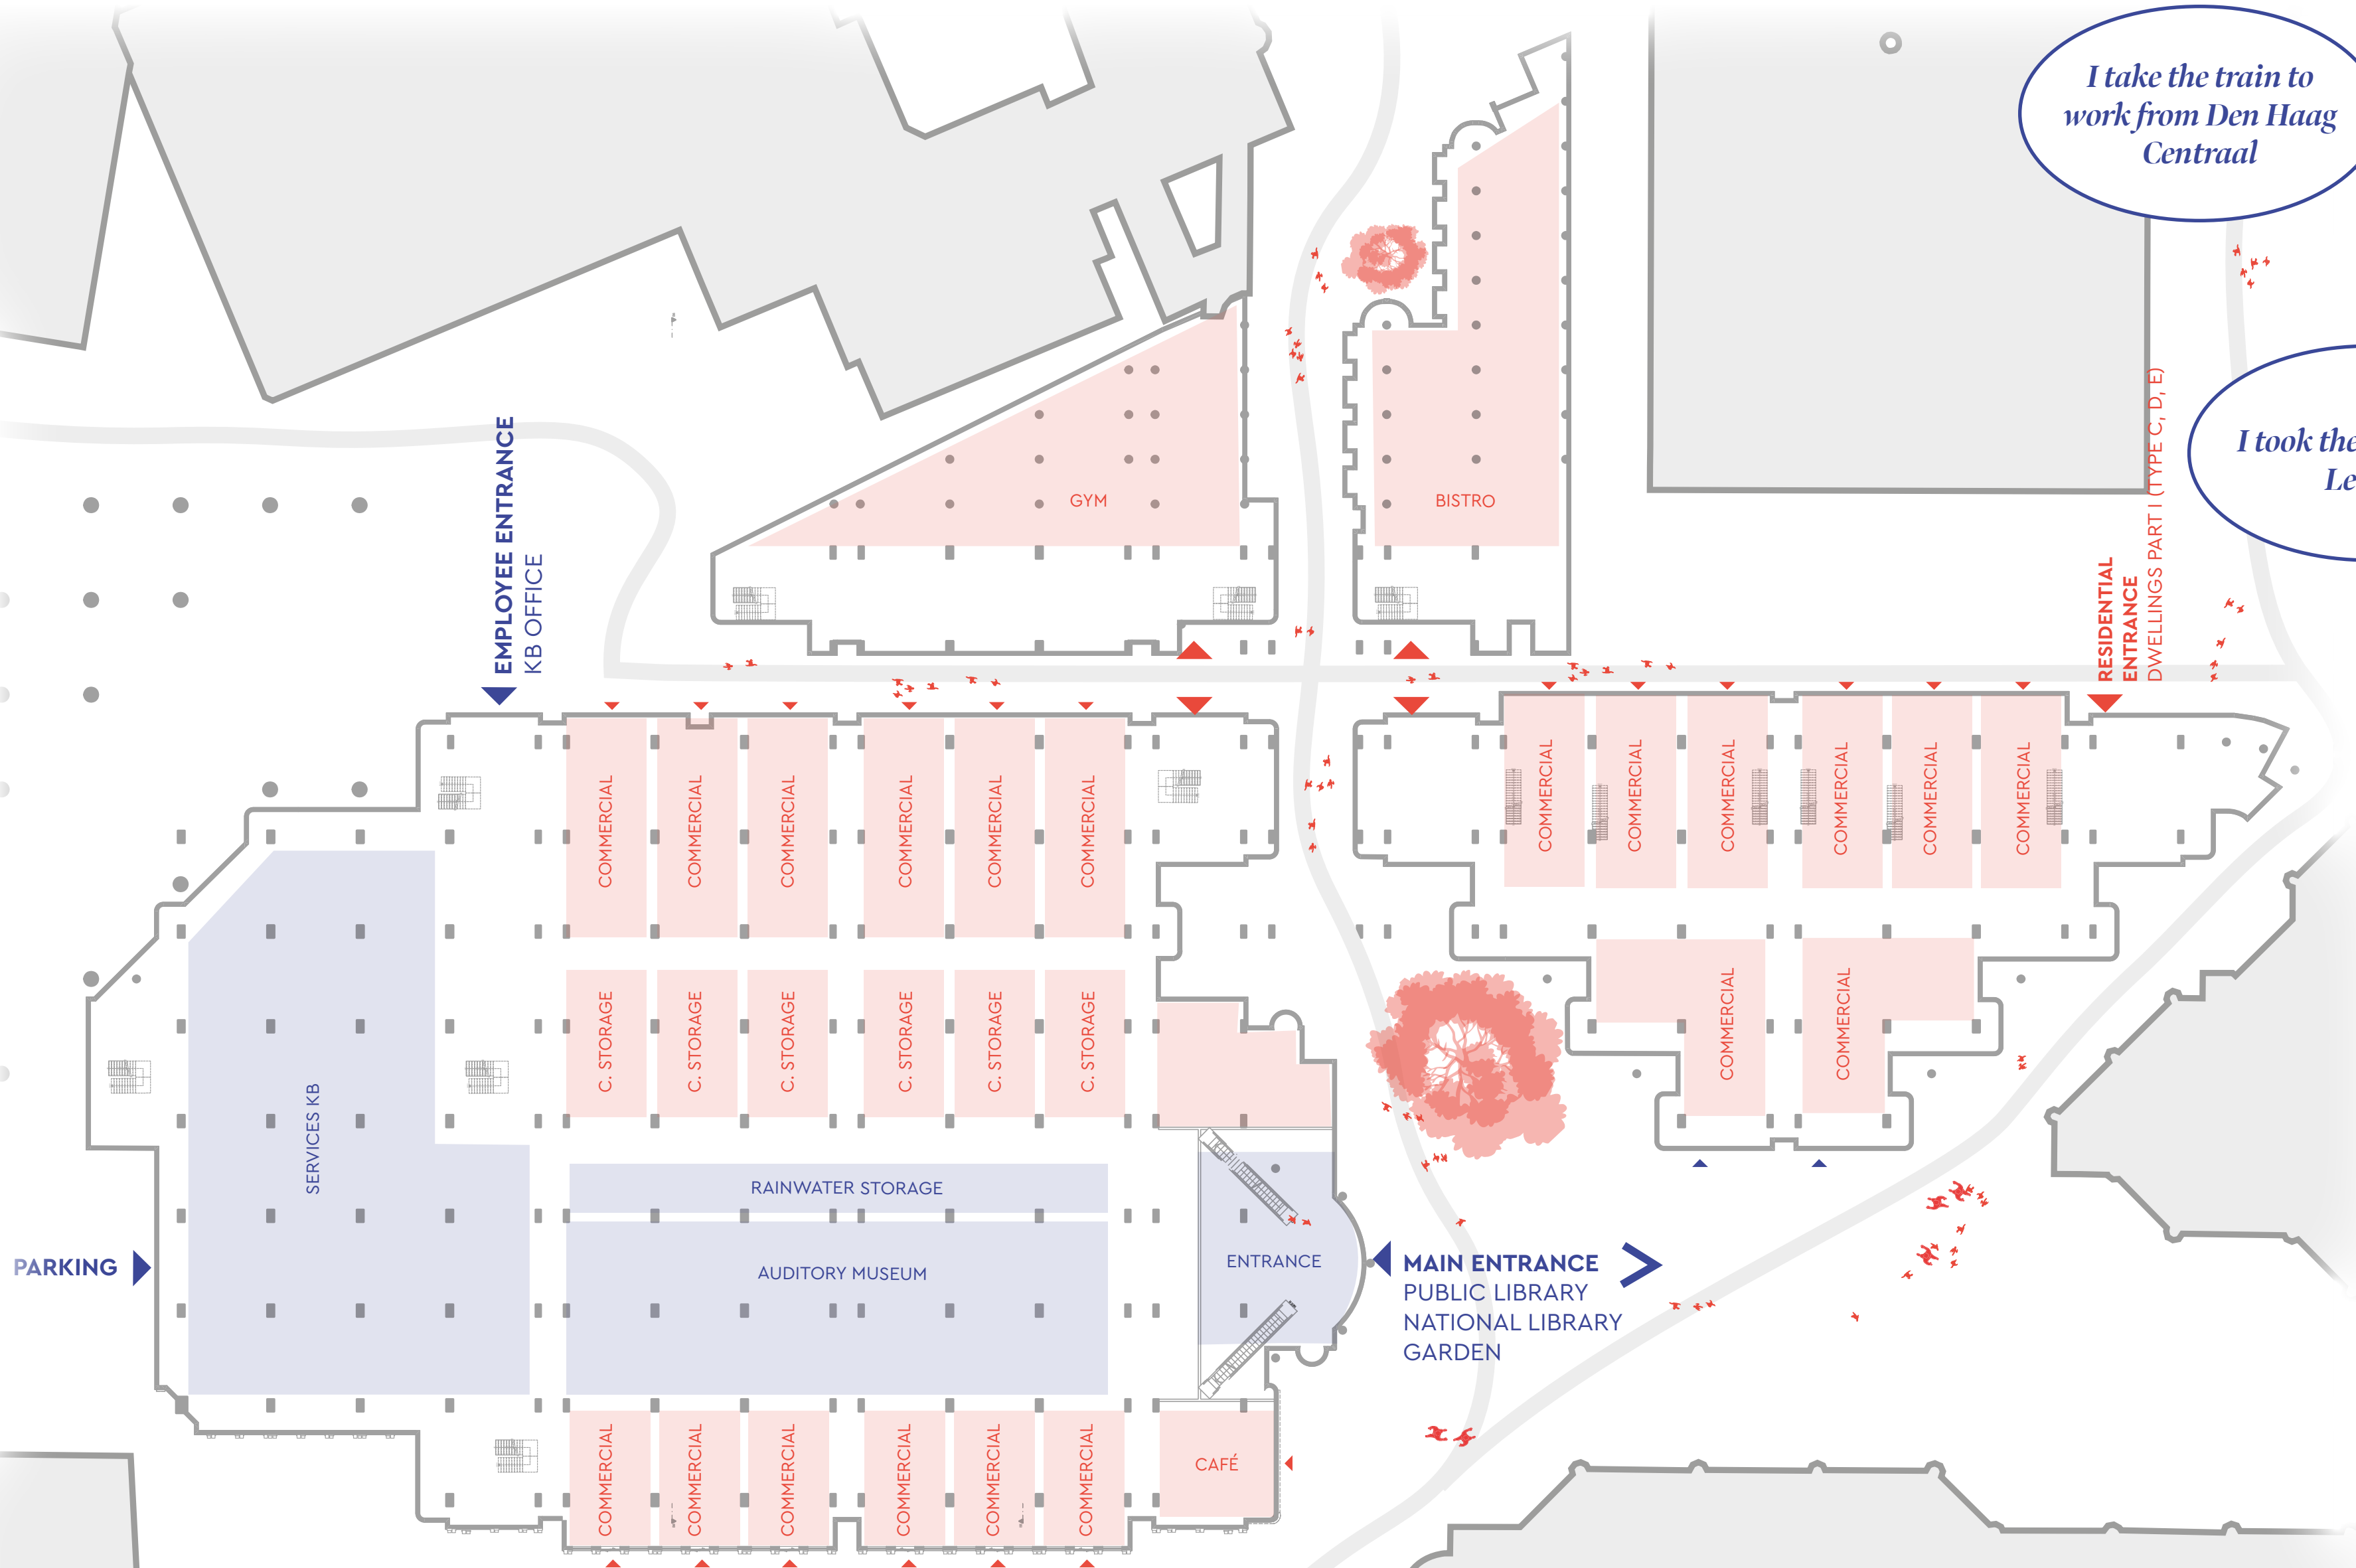 I take the train to
work from Den Haag
Centraal
I took the
Le
EMPLOYEE ENTRANCE
KB OFFICE
GYM
BISTRO
RESIDENTIAL
ENTRANCE
DWELLINGS PART I (TYPE C, D, E)
COMMERCIAL
COMMERCIAL
COMMERCIAL
COMMERCIAL
COMMERCIAL
COMMERCIAL
COMMERCIAL
COMMERCIAL
COMMERCIAL
COMMERCIAL
COMMERCIAL
COMMERCIAL
C. STORAGE
C. STORAGE
C. STORAGE
C. STORAGE
C. STORAGE
C. STORAGE
COMMERCIAL
COMMERCIAL
SERVICES KB
RAINWATER STORAGE
AUDITORY MUSEUM
ENTRANCE
PARKING
MAIN ENTRANCE
PUBLIC LIBRARY
NATIONAL LIBRARY
GARDEN
COMMERCIAL
COMMERCIAL
COMMERCIAL
COMMERCIAL
COMMERCIAL
COMMERCIAL
CAFÉ